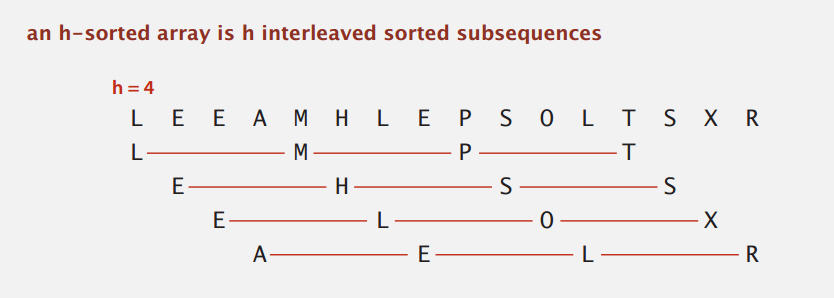 an h-sorted array is h interleaved sorted subsequences
h = 4
L E E A M H L E P S O L T S X R
L M P T
E H S S
E L O X
A E L R